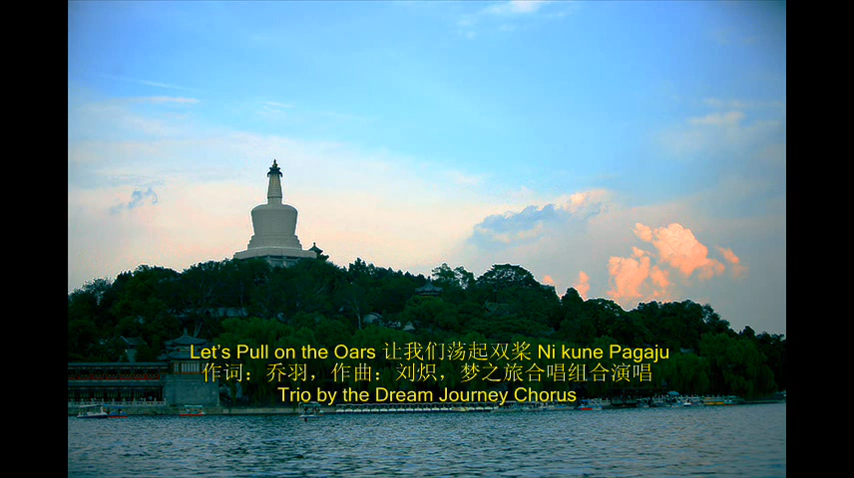 Let's Pull on the Oars 让我们荡起双桨 Ni kune Pagaju
作词：乔羽，作曲：刘炽，梦之旅合唱组合演唱
Trio by the Dream Journey Chorus